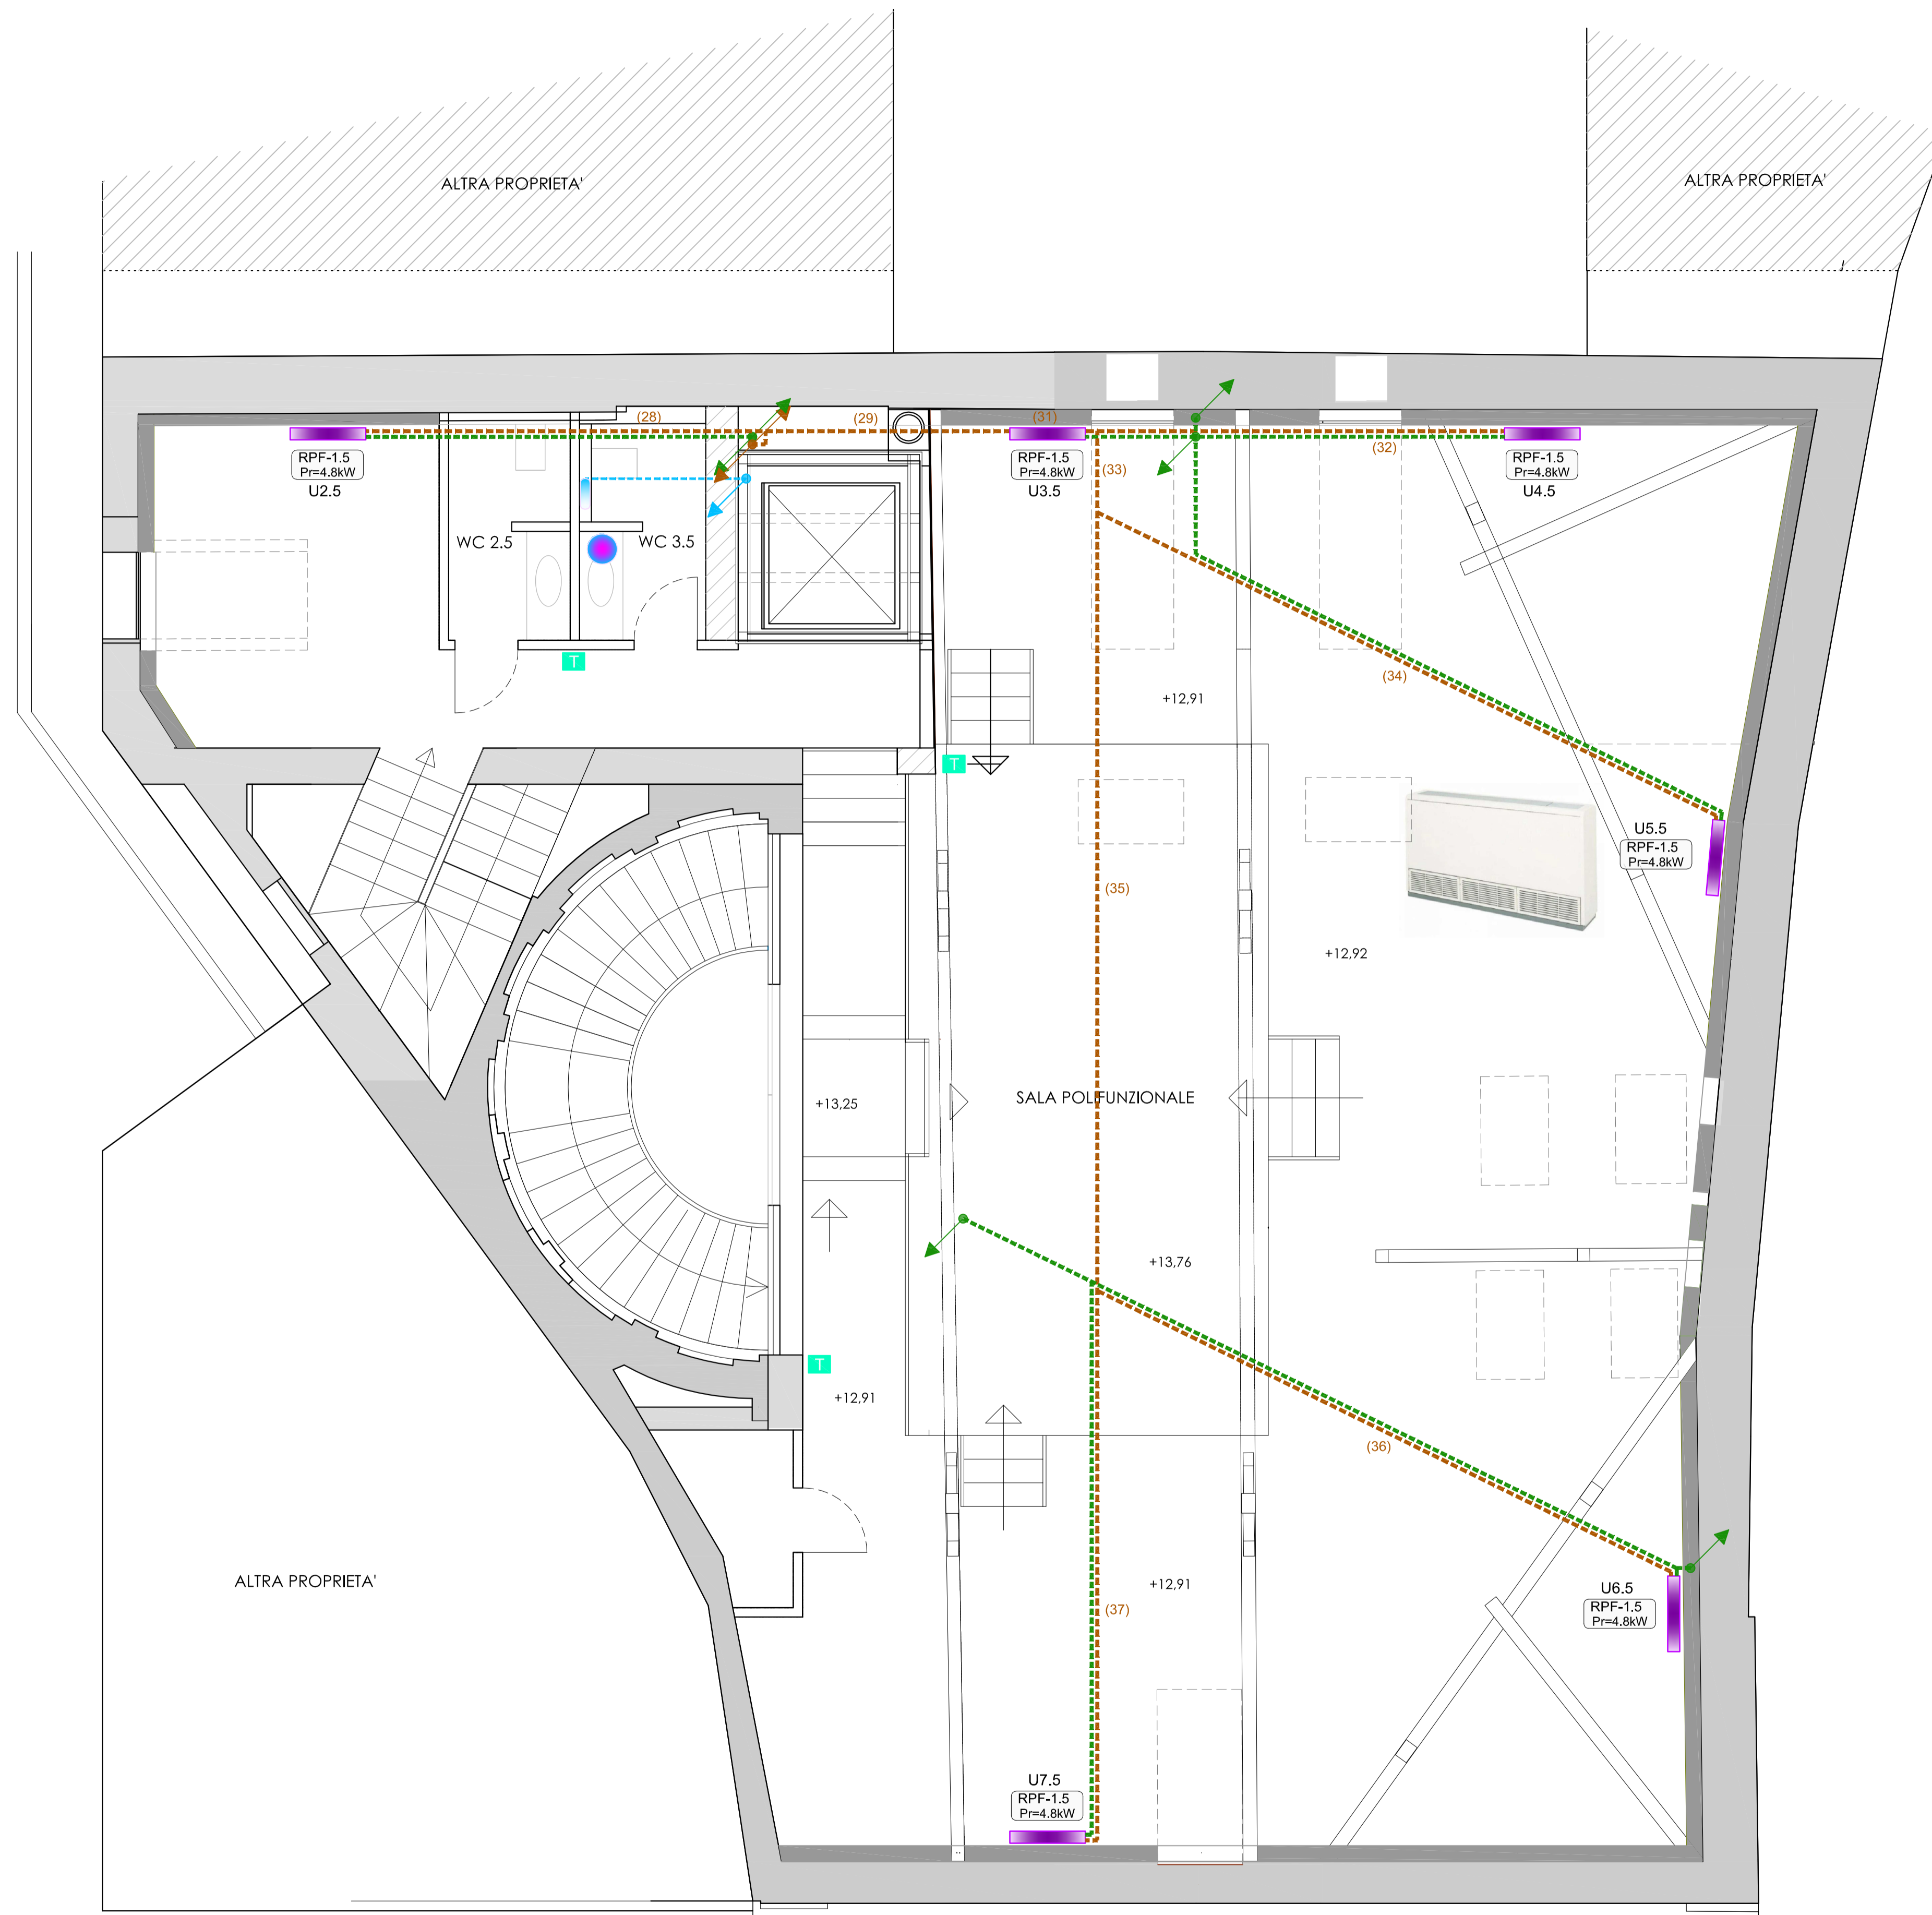 ALTRA PROPRIETA'
ALTRA PROPRIETA'
(28)
(29)
(31)
(32)
(33)
RPF-1.5
Pr=4.8kW
U2.5
RPF-1.5
Pr=4.8kW
U3.5
RPF-1.5
Pr=4.8kW
U4.5
WC 2.5
WC 3.5
T
(34)
+12,91
T
U5.5
RPF-1.5
Pr=4.8kW
(35)
+12,92
SALA POLIFUNZIONALE
+13,25
+13,76
T
+12,91
(36)
ALTRA PROPRIETA'
+12,91
U6.5
RPF-1.5
Pr=4.8kW
(37)
U7.5
RPF-1.5
Pr=4.8kW